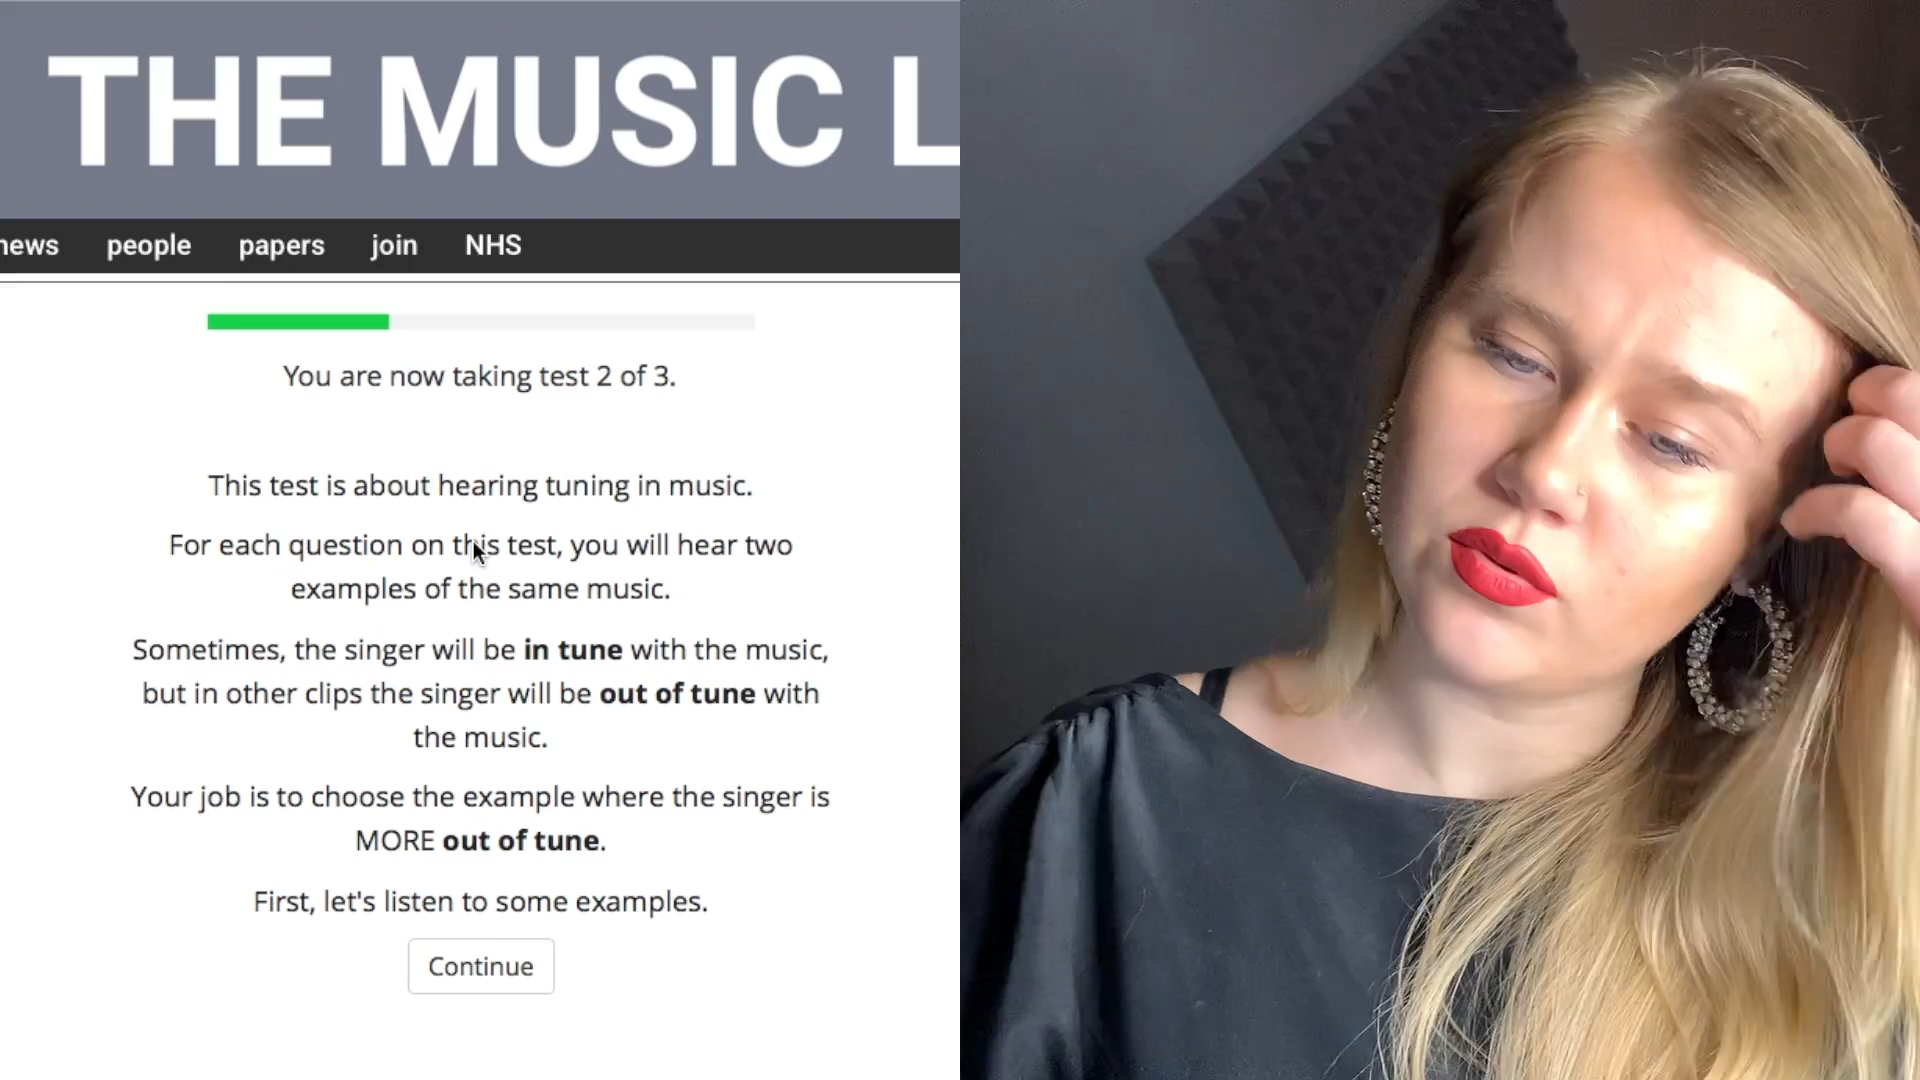 THE MUSIC L
news people papers join NHS
You are now taking test 2 of 3.
This test is about hearing tuning in music.
For each question on this test, you will hear two
examples of the same music.
Sometimes, the singer will be in tune with the music,
but in other clips the singer will be out of tune with
the music.
Your job is to choose the example where the singer is
MORE out of tune.
First, let's listen to some examples.
Continue